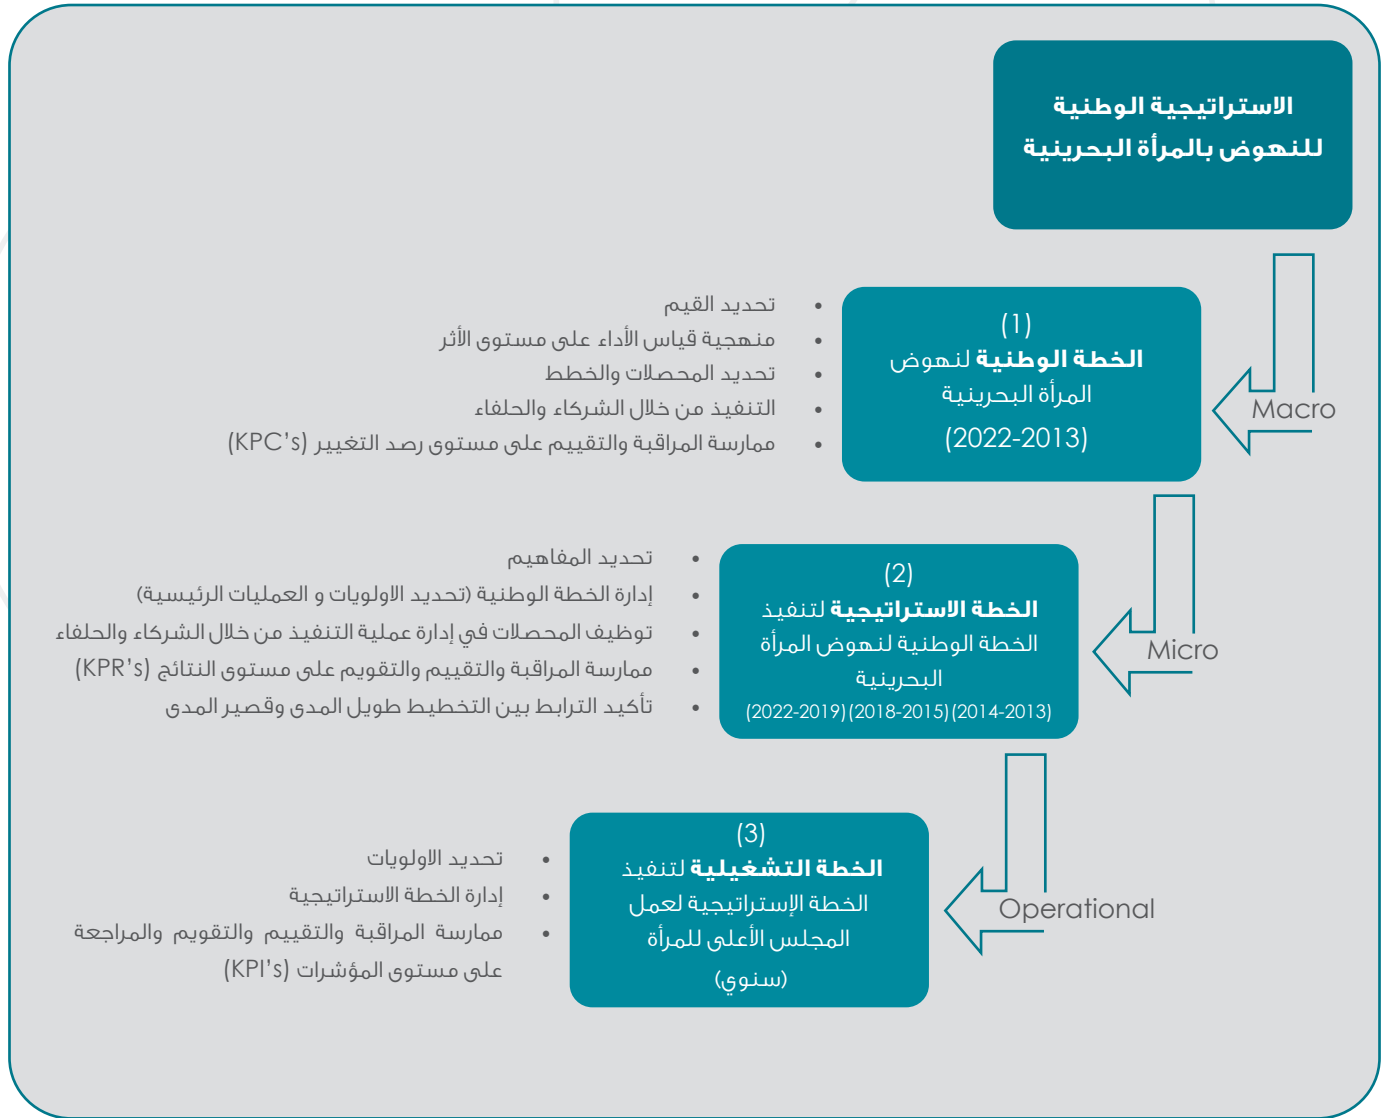 الاستراتيجية الوطنية
للنهوض بالمرأة البحرينية
Macro
(1)
الخطة الوطنية لنهوض
المرأة البحرينية
(2013-2022)
• تحديد القيم
• منهجية قياس الأداء على مستوى الأثر
• تحديد المحصلات والخطط
• التنفيذ من خلال الشركاء والحلفاء
• ممارسة المراقبة والتقييم على مستوى رصد التغيير (KPC's)
Micro
(2)
الخطة الاستراتيجية لتنفيذ
الخطة الوطنية لنهوض المرأة
البحرينية
(2013-2014)(2015-2018)(2019-2022)
• تحديد المفاهيم
• إدارة الخطة الوطنية (تحديد الاولويات و العمليات الرئيسية)
• توظيف المحصلات في إدارة عملية التنفيذ من خلال الشركاء والحلفاء
• ممارسة المراقبة والتقييم والتقويم على مستوى النتائج (KPR's)
• تأكيد الترابط بين التخطيط طويل المدى وقصير المدى
Operational
(3)
الخطة التشغيلية لتنفيذ
الخطة الإستراتيجية لعمل
المجلس الأعلى للمرأة
(سنوي)
• تحديد الاولويات
• إدارة الخطة الاستراتيجية
• ممارسة المراقبة والتقييم والتقويم والمراجعة
على مستوى المؤشرات (KPI's)